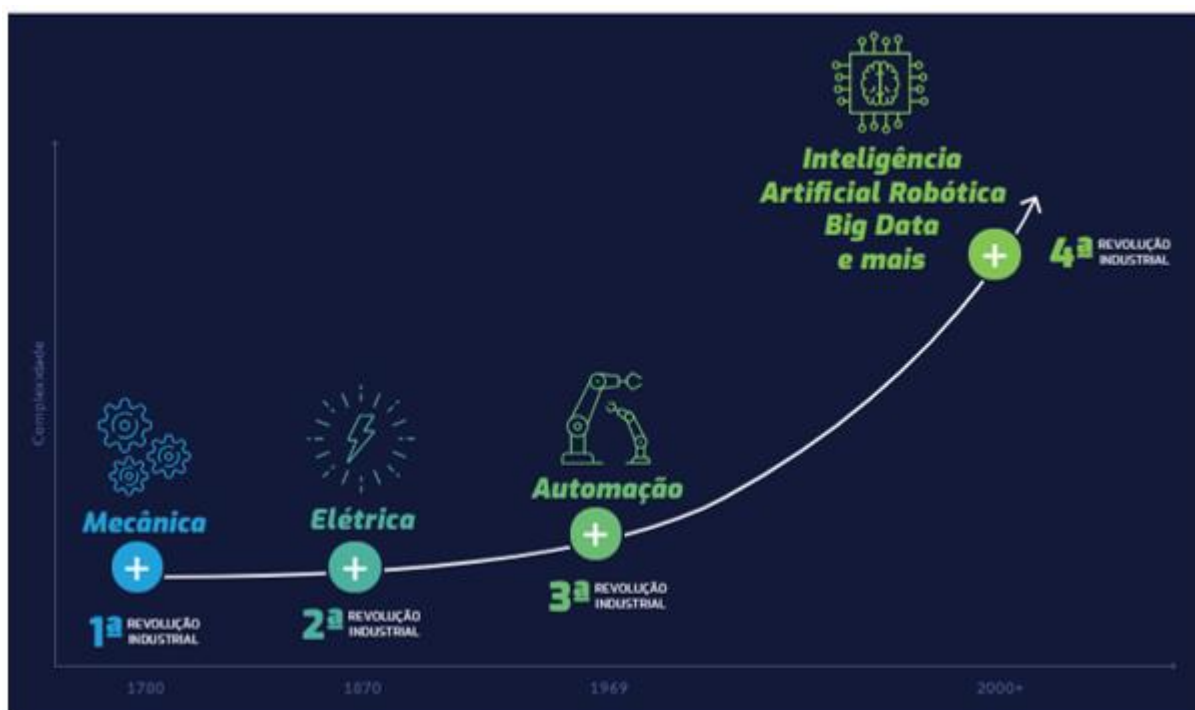 Inteligência
Artificial Robótica
Big Data
e mais
4ª REVOLUÇÃO
INDUSTRIAL
Complexidade
Mecânica
Elétrica
Automação
1ª REVOLUÇÃO
INDUSTRIAL
2ª REVOLUÇÃO
INDUSTRIAL
3ª REVOLUÇÃO
INDUSTRIAL
1780
1870
1969
2000+